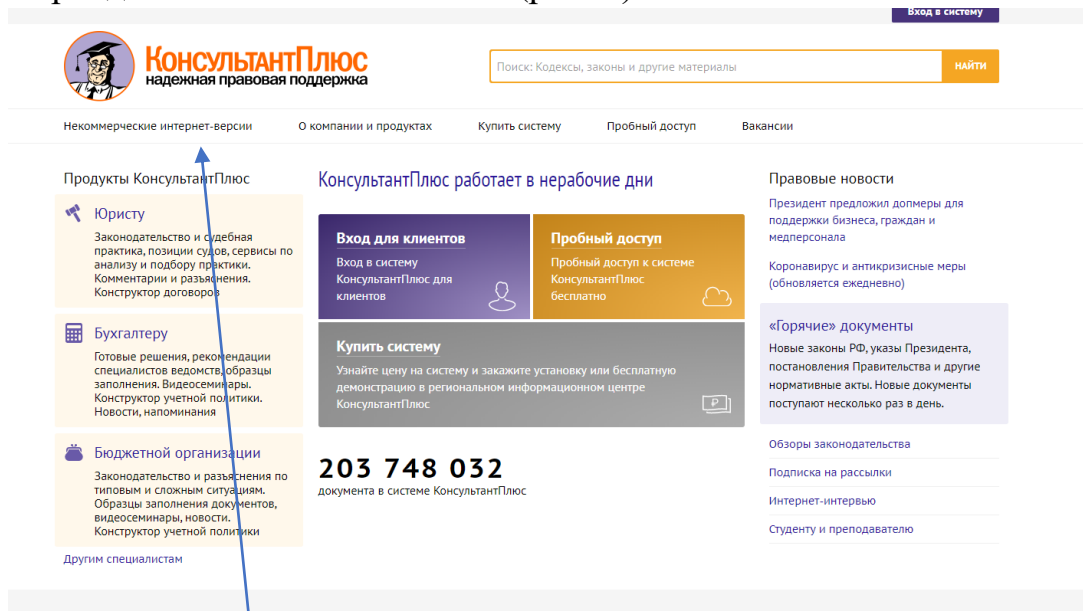 Вход в систему
КонсультантПлюс
надежная правовая поддержка
Поиск: Кодексы, законы и другие материалы
НАЙТИ
Некоммерческие интернет-версии
О компании и продуктах
Купить систему
Пробный доступ
Вакансии
Продукты КонсультантПлюс
Юристу
Законодательство и судебная
практика, позиции судов, сервисы по
анализу и подбору практики.
Комментарии и разъяснения.
Конструктор договоров
Бухгалтеру
Готовые решения, рекомендации
специалистов ведомств, образцы
заполнения. Видеосеминары.
Конструктор учетной политики.
Новости, напоминания
Бюджетной организации
Законодательство и разъяснения по
типовым и сложным ситуациям.
Образцы заполнения документов,
видеосеминары, новости.
Конструктор учетной политики
Другим специалистам
КонсультантПлюс работает в нерабочие дни
Вход для клиентов
Вход в систему
КонсультантПлюс для
клиентов
Пробный доступ
Пробный доступ к системе
КонсультантПлюс
бесплатно
Купить систему
Узнайте цену на систему и закажите установку или бесплатную
демонстрацию в региональном информационном центре
КонсультантПлюс
203 748 032
документа в системе КонсультантПлюс
Правовые новости
Президент предложил допмеры для
поддержки бизнеса, граждан и
медперсонала
Коронавирус и антикризисные меры
(обновляется ежедневно)
«Горячие» документы
Новые законы РФ, указы Президента,
постановления Правительства и другие
нормативные акты. Новые документы
поступают несколько раз в день.
Обзоры законодательства
Подписка на рассылки
Интернет-интервью
Студенту и преподавателю